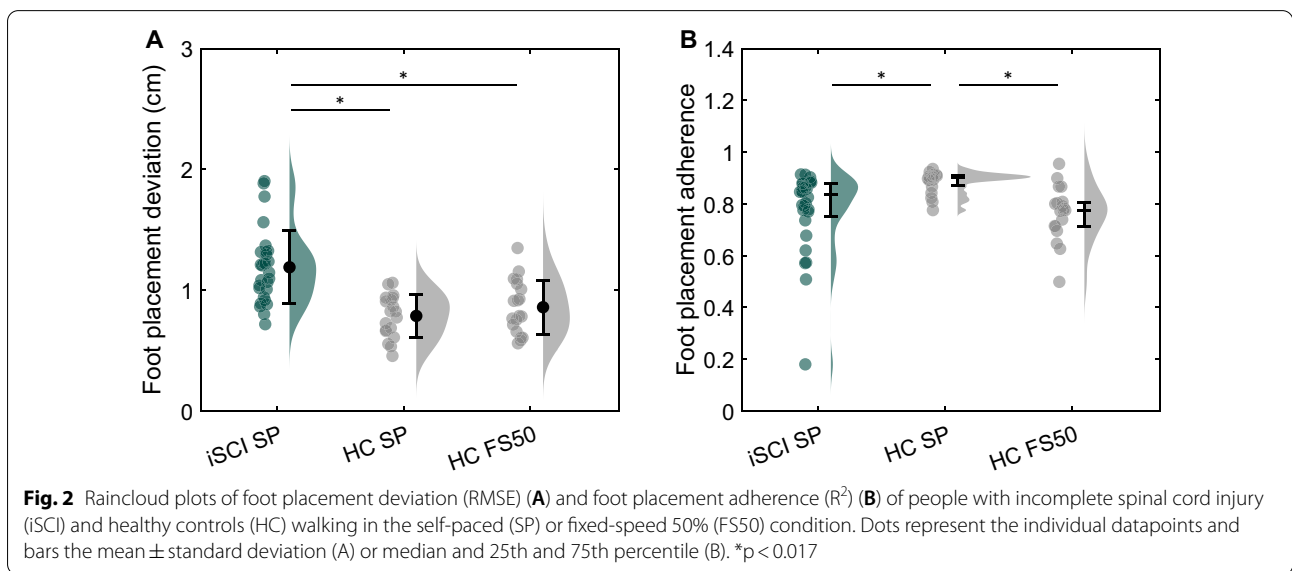 A
Foot placement deviation (cm)
3
2
1
0
*
*
iSCI SP
HC SP
HC FS50
B
Foot placement adherence
1.4
1.2
1
0.8
0.6
0.4
0.2
0
*
*
iSCI SP
HC SP
HC FS50
Fig. 2 Raincloud plots of foot placement deviation (RMSE) (A) and foot placement adherence (R²) (B) of people with incomplete spinal cord injury
(iSCI) and healthy controls (HC) walking in the self-paced (SP) or fixed-speed 50% (FS50) condition. Dots represent the individual datapoints and
bars the mean ± standard deviation (A) or median and 25th and 75th percentile (B). *p < 0.017